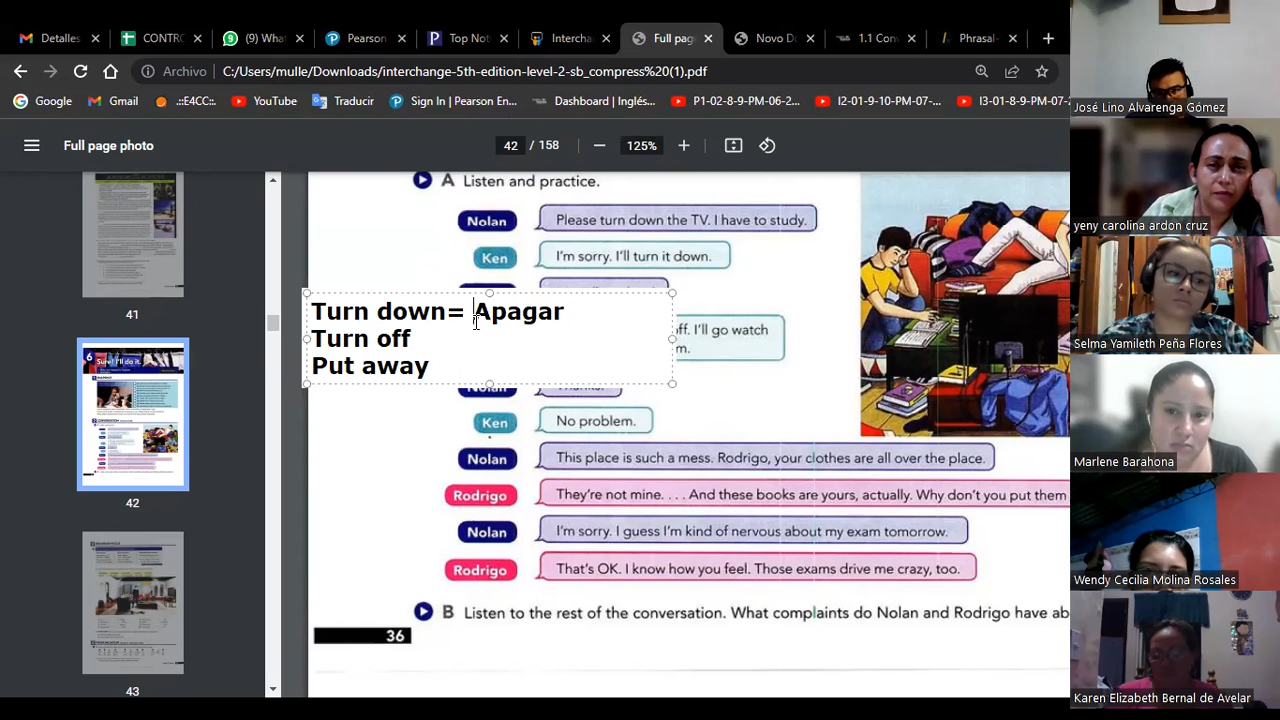 Detalles
CONTRO
(9) What
Pearson
Top Not
Intercha
Full pag
Novo D
1.1 Con
Phrasal-
Archivo
C:/Users/mulle/Downloads/interchange-5th-edition-level-2-sb_compress%20(1).pdf
Google
Gmail
.::E4CC::.
YouTube
Traducir
Sign In | Pearson En...
Dashboard | Inglés...
P1-02-8-9-PM-06-2...
I2-01-9-10-PM-07-...
I3-01-8-9-PM-07-2
Full page photo
42 / 158
125%
41
6 Sure! I'll do it.
42
43
A Listen and practice.
Nolan Please turn down the TV. I have to study.
Ken I'm sorry. I'll turn it down.
Turn down= Apagar
Turn off
Put away
off. I'll go watch
m.
Nolan
Ken No problem.
Nolan This place is such a mess. Rodrigo, your clothes are all over the place.
Rodrigo They're not mine. . . . And these books are yours, actually. Why don't you put them
Nolan I'm sorry. I guess I'm kind of nervous about my exam tomorrow.
Rodrigo That's OK. I know how you feel. Those exams drive me crazy, too.
B Listen to the rest of the conversation. What complaints do Nolan and Rodrigo have ab
36
José Lino Alvarenga Gómez
yeny carolina ardon cruz
Selma Yamileth Peña Flores
Marlene Barahona
Wendy Cecilia Molina Rosales
Karen Elizabeth Bernal de Avelar